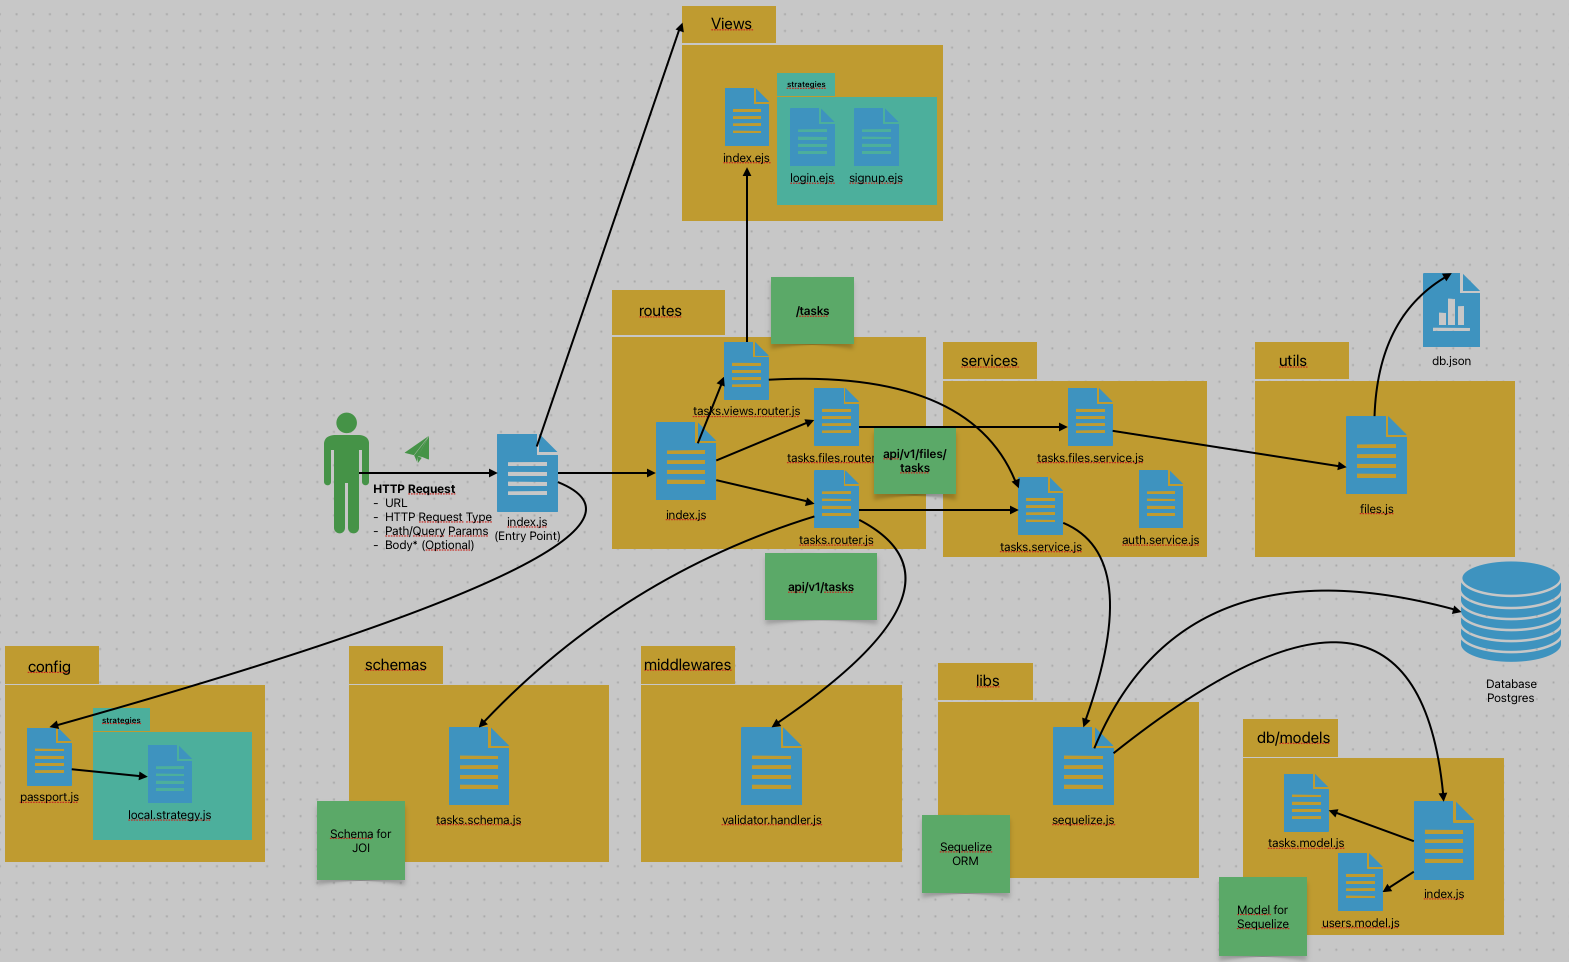 Views
strategies
index.ejs
login.ejs
signup.ejs
routes
/tasks
tasks.views.router.js
index.js
tasks.files.router
api/v1/files/
tasks
tasks.router.js
api/v1/tasks
services
tasks.files.service.js
tasks.service.js
auth.service.js
utils
files.js
db.json
HTTP Request
- URL
- HTTP Request Type
- Path/Query Params
- Body* (Optional)
index.js
(Entry Point)
config
strategies
passport.js
local.strategy.js
schemas
tasks.schema.js
Schema for
JOI
middlewares
validator.handler.js
libs
sequelize.js
Sequelize
ORM
Database
Postgres
db/models
tasks.model.js
index.js
users.model.js
Model for
Sequelize